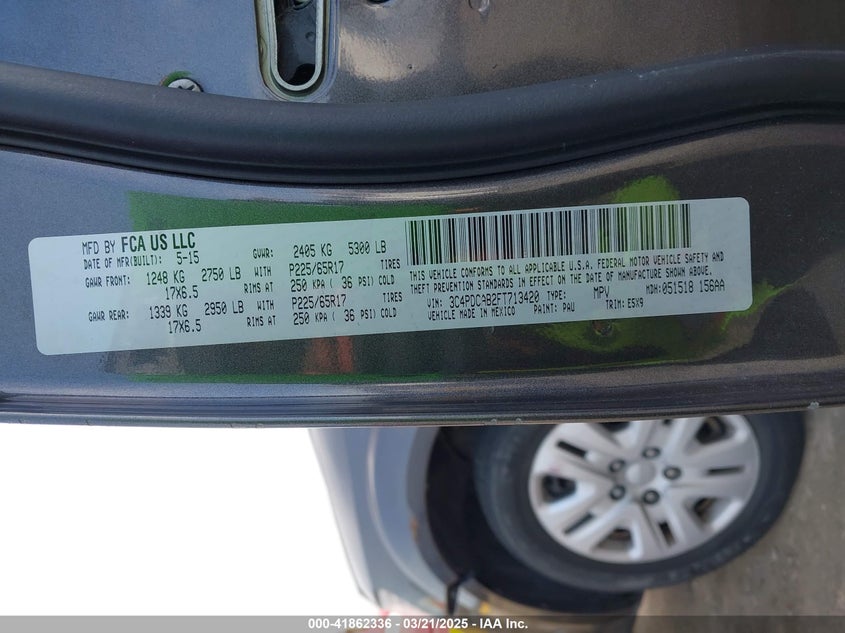 MFD BY FCA US LLC
DATE OF MFR(BUILT): 5-15 GVWR: 2405 KG 5300 LB
GAWR FRONT: 1248 KG 2750 LB WITH P225/65R17 TIRES
17X6.5 RIMS AT 250 KPA ( 36 PSI) COLD
GAWR REAR: 1339 KG 2950 LB WITH P225/65R17 TIRES
17X6.5 RIMS AT 250 KPA ( 36 PSI) COLD
THIS VEHICLE CONFORMS TO ALL APPLICABLE U.S.A. FEDERAL MOTOR VEHICLE SAFETY AND
THEFT PREVENTION STANDARDS IN EFFECT ON THE DATE OF MANUFACTURE SHOWN ABOVE.
VIN: 3C4PDCAB2FT713420 TYPE: MPV MDH: 051518 156AA
VEHICLE MADE IN MEXICO PAINT: PAU TRIM: E5X9
000-41862336 - 03/21/2025 - IAA Inc.